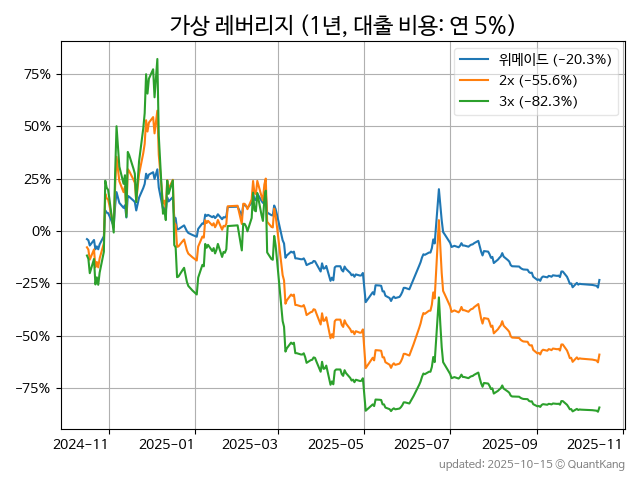 가상 레버리지 (1년, 대출 비용: 연 5%)
위메이드 (-20.3%)
2x (-55.6%)
3x (-82.3%)
75%
50%
25%
0%
-25%
-50%
-75%
2024-11 2025-01 2025-03 2025-05 2025-07 2025-09 2025-11
updated: 2025-10-15 © QuantKang